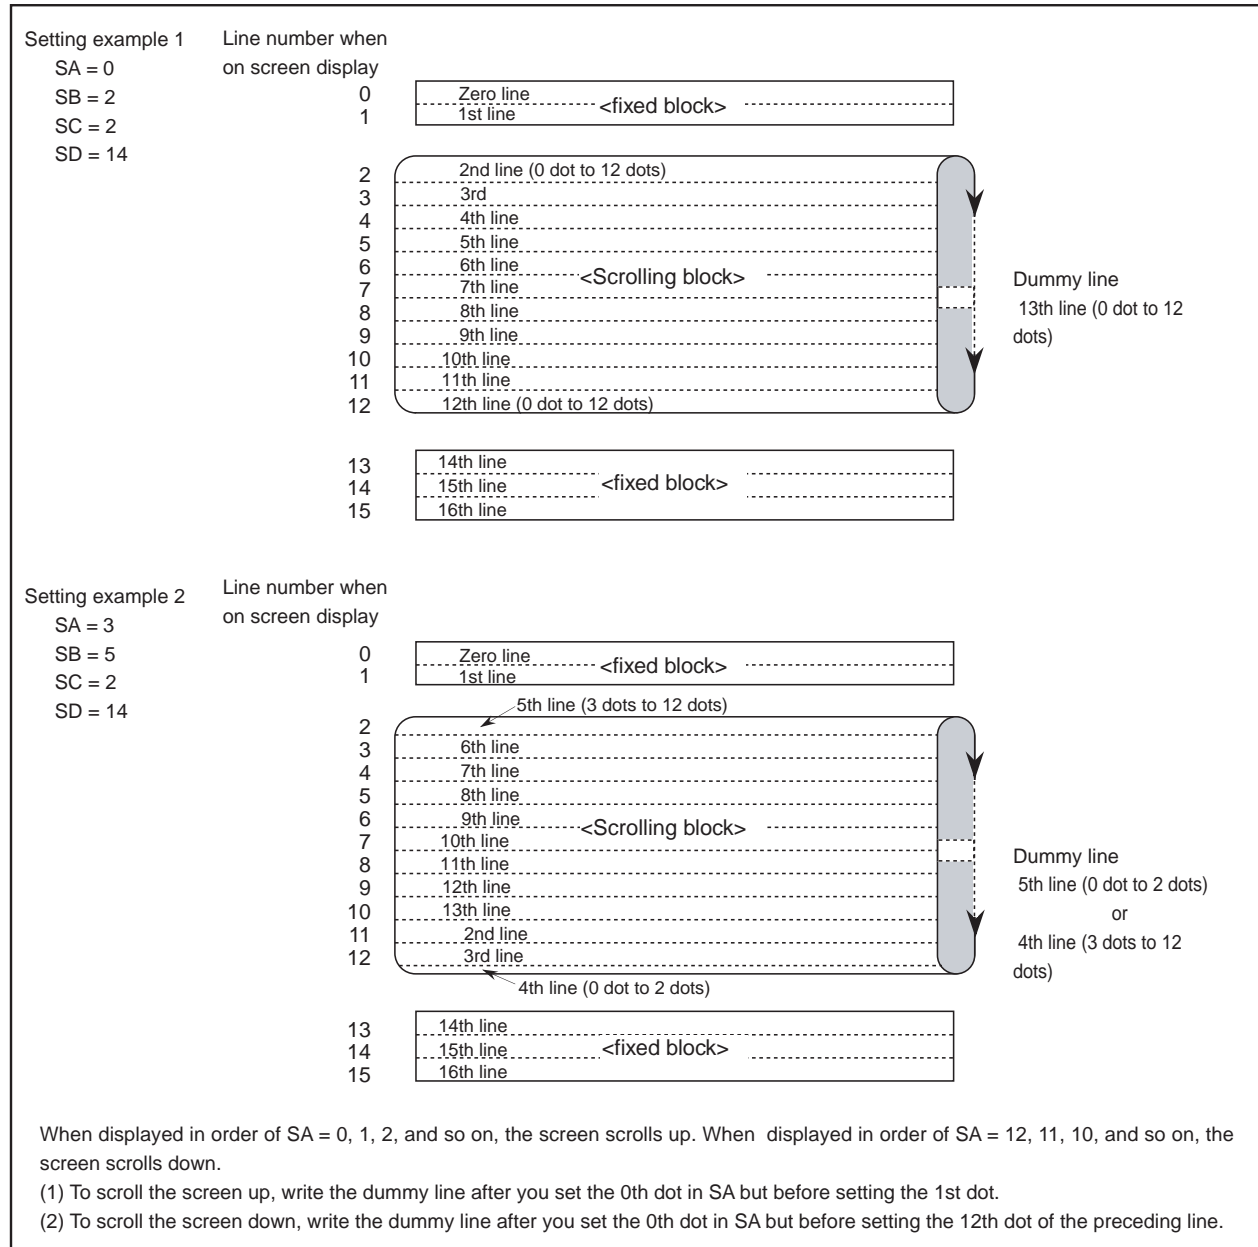 Setting example 1
SA = 0
SB = 2
SC = 2
SD = 14
Line number when
on screen display
0 Zero line
1 1st line
<fixed block>
2 2nd line (0 dot to 12 dots)
3 3rd
4 4th line
5 5th line
6 6th line
<Scrolling block>
7 7th line
8 8th line
9 9th line
10 10th line
11 11th line
12 12th line (0 dot to 12 dots)
Dummy line
13th line (0 dot to 12
dots)
13 14th line
14 15th line
<fixed block>
15 16th line
Setting example 2
SA = 3
SB = 5
SC = 2
SD = 14
Line number when
on screen display
0 Zero line
1 1st line
<fixed block>
5th line (3 dots to 12 dots)
2
3 6th line
4 7th line
5 8th line
6 9th line
<Scrolling block>
7 10th line
8 11th line
9 12th line
10 13th line
11 2nd line
12 3rd line
4th line (0 dot to 2 dots)
Dummy line
5th line (0 dot to 2 dots)
or
4th line (3 dots to 12
dots)
13 14th line
14 15th line
<fixed block>
15 16th line
When displayed in order of SA = 0, 1, 2, and so on, the screen scrolls up. When displayed in order of SA = 12, 11, 10, and so on, the
screen scrolls down.
(1) To scroll the screen up, write the dummy line after you set the 0th dot in SA but before setting the 1st dot.
(2) To scroll the screen down, write the dummy line after you set the 0th dot in SA but before setting the 12th dot of the preceding line.